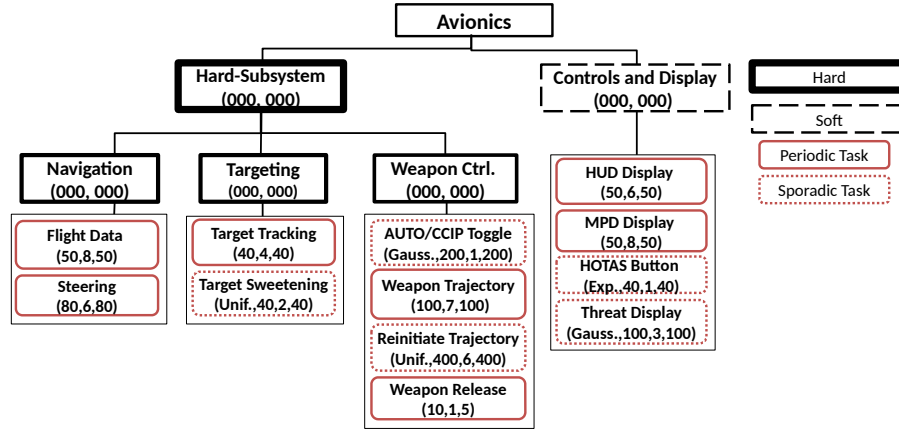 Avionics
Hard-Subsystem
(000, 000)
Controls and Display
(000, 000)
Hard
Soft
Periodic Task
Sporadic Task
Navigation
(000, 000)
Targeting
(000, 000)
Weapon Ctrl.
(000, 000)
Flight Data
(50,8,50)
Steering
(80,6,80)
Target Tracking
(40,4,40)
Target Sweetening
(Unif.,40,2,40)
AUTO/CCIP Toggle
(Gauss.,200,1,200)
Weapon Trajectory
(100,7,100)
Reinitiate Trajectory
(Unif.,400,6,400)
Weapon Release
(10,1,5)
HUD Display
(50,6,50)
MPD Display
(50,8,50)
HOTAS Button
(Exp.,40,1,40)
Threat Display
(Gauss.,100,3,100)